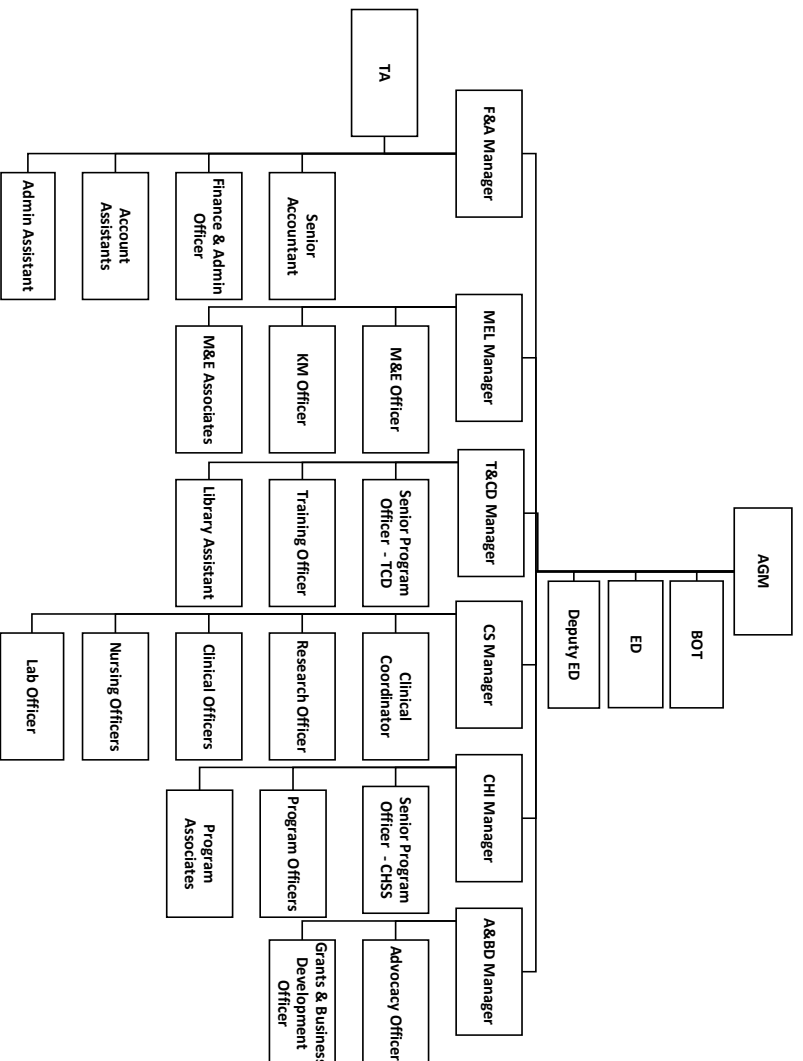 AGM
BOT
ED
Deputy ED
F&A Manager
MEL Manager
T&CD Manager
CS Manager
CHI Manager
A&BD Manager
TA
Senior
Accountant
Finance & Admin
Officer
Account
Assistants
Admin Assistant
M&E Officer
KM Officer
M&E Associates
Senior Program
Officer - TCD
Training Officer
Library Assistant
Clinical
Coordinator
Research Officer
Clinical Officers
Nursing Officers
Lab Officer
Senior Program
Officer - CHSS
Program Officers
Program
Associates
Advocacy Officer
Grants & Business
Development
Officer